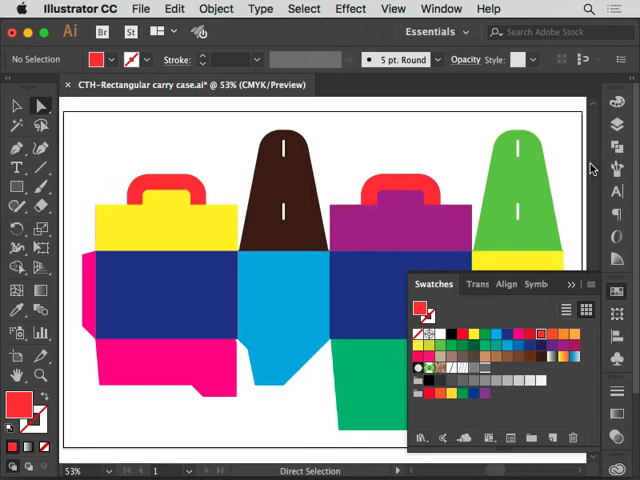 Illustrator CC File Edit Object Type Select Effect View Window Help
Ai Br St Essentials Search Adobe Stock
No Selection Stroke: 5 pt. Round Opacity Style:
× CTH-Rectangular carry case.ai* @ 53% (CMYK/Preview)
Swatches Trans Align Symb
53% 1 Direct Selection